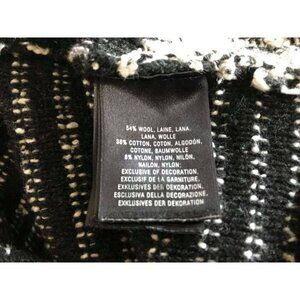 54% WOOL, LAINE, LANA,
LANA, WOLLE
38% COTTON, COTON, ALGODÓN,
COTONE, BAUMWOLLE
8% NYLON, NYLON, NILÓN,
NAILON, NYLON;
EXCLUSIVE OF DECORATION.
EXCLUSIF DE LA GARNITURE.
EXKLUSIVES DER DEKORATION.
ESCLUSIVA DELLA DECORAZIONE.
EXKLUSIVES DER DEKORATION.